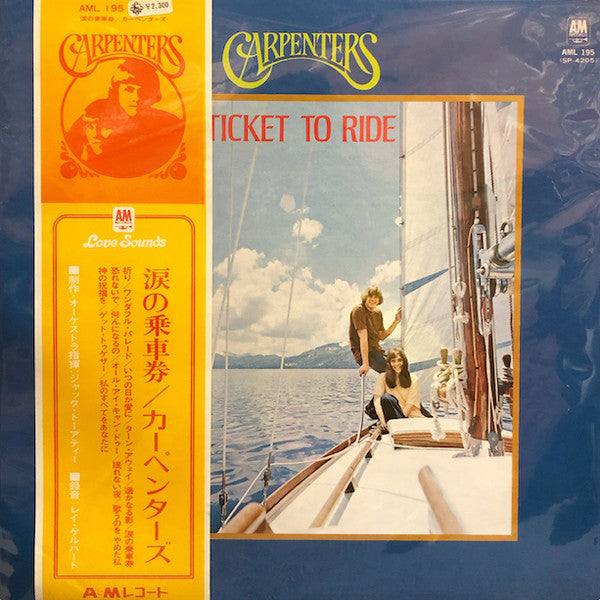 AML 195
¥2,300
涙の乗車券/カーペンターズ
CARPENTERS
AM
Love Sounds
涙の乗車券/カーペンターズ
祈り/ワンダフル・パレード/いつの日か愛に/ターン・アウェイ/遥かなる影/涙の乗車券
恐れないで/何んになるの/オール・アイ・キャン・ドゥー/眠れない夜/歌うのを やめた私
神の祝福を/ゲット・トゥゲザー/私のすべてをあなたに
■制作・オーケストラ指揮:ジャック・ドーアティー ■録音 レイ・ゲルハート
A&Mレコード
CARPENTERS
TICKET TO RIDE
AM
AML 195
(SP-4205)